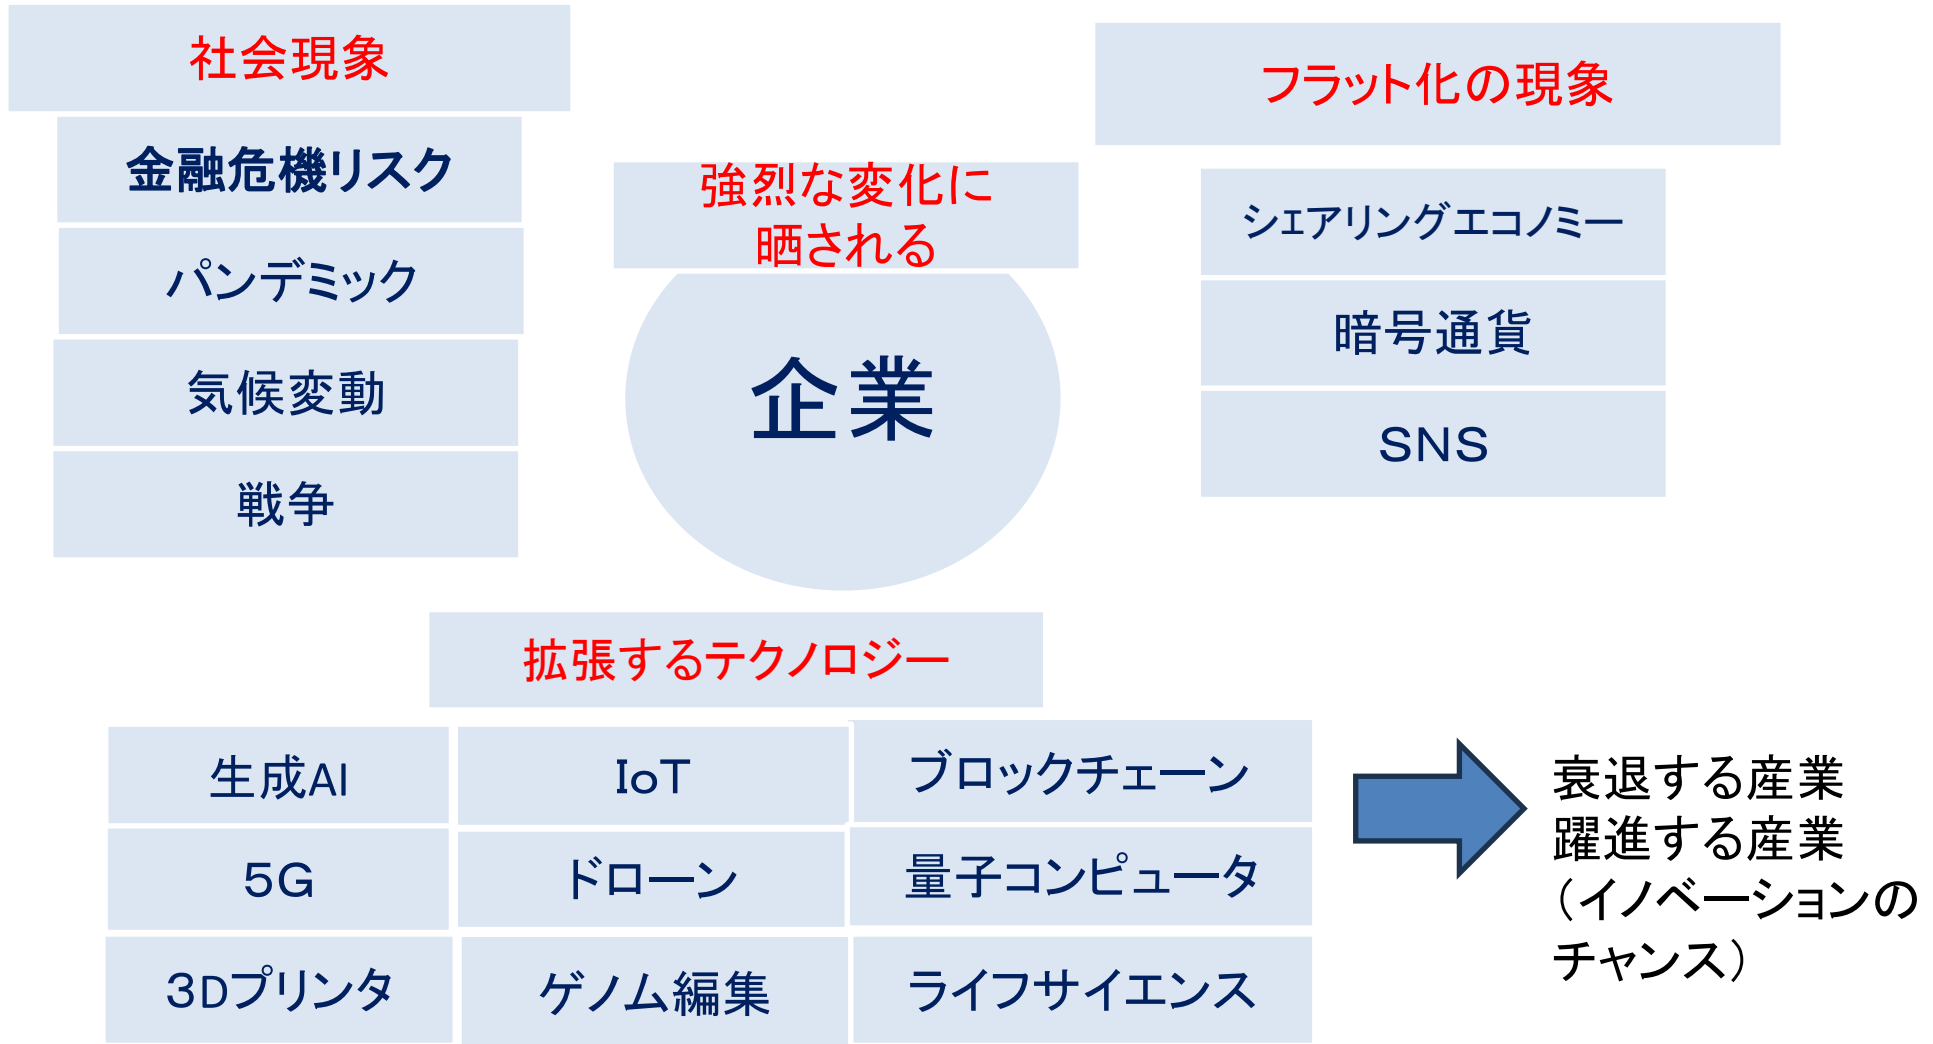 社会現象
金融危機リスク
パンデミック
気候変動
戦争
強烈な変化に
晒される
企業
フラット化の現象
シェアリングエコノミー
暗号通貨
SNS
拡張するテクノロジー
生成AI
IoT
ブロックチェーン
5G
ドローン
量子コンピュータ
3Dプリンタ
ゲノム編集
ライフサイエンス
衰退する産業
躍進する産業
（イノベーションの
チャンス）